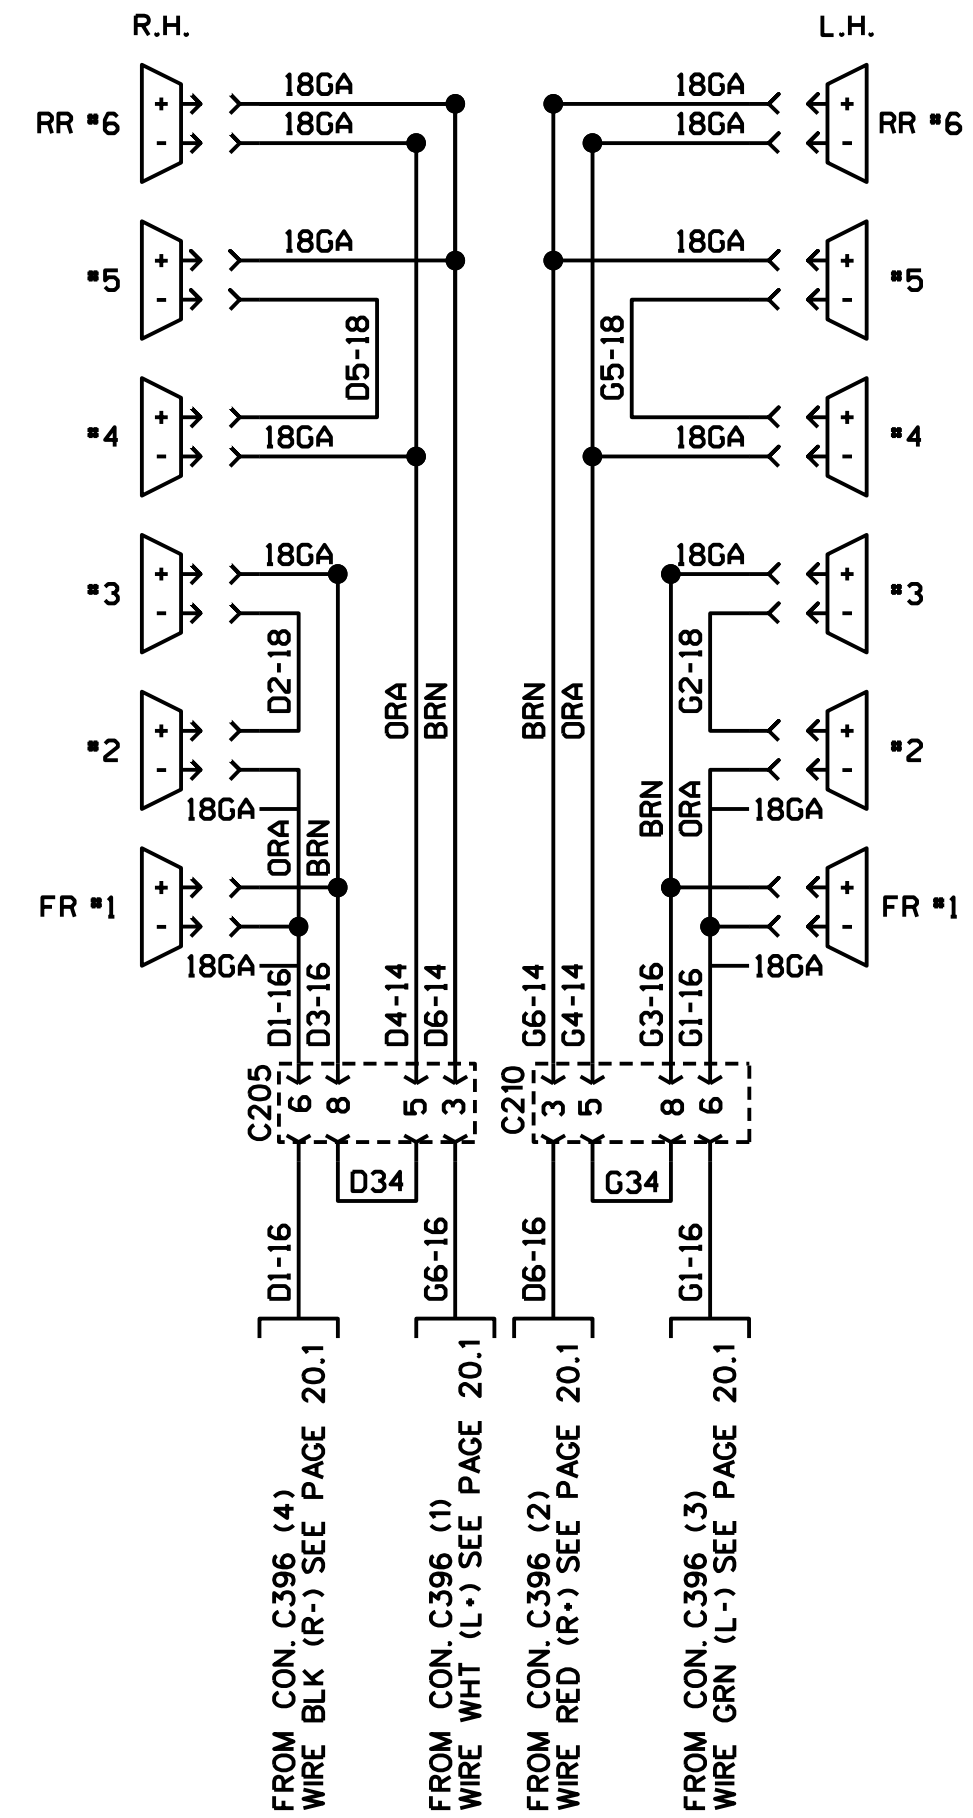 R.H.
L.H.
18GA
18GA
RR #6
+
-
18GA
18GA
+
-
RR #6
18GA
#5
+
-
18GA
+
-
#5
D5-18
G5-18
#4
+
-
18GA
18GA
+
-
#4
18GA
#3
+
-
18GA
+
-
#3
D2-18
G2-18
ORA
BRN
BRN
ORA
#2
+
-
+
-
#2
18GA
18GA
ORA
BRN
BRN
ORA
FR #1
+
-
+
-
FR #1
18GA
18GA
D1-16
D3-16
D4-14
D6-14
G6-14
G4-14
G3-16
G1-16
C205
6
8
5
3
C210
3
5
8
6
D34
G34
D1-16
G6-16
D6-16
G1-16
FROM CON. C396 (4)
WIRE BLK (R-) SEE PAGE 20.1
FROM CON. C396 (1)
WIRE WHT (L+) SEE PAGE 20.1
FROM CON. C396 (2)
WIRE RED (R+) SEE PAGE 20.1
FROM CON. C396 (3)
WIRE GRN (L-) SEE PAGE 20.1